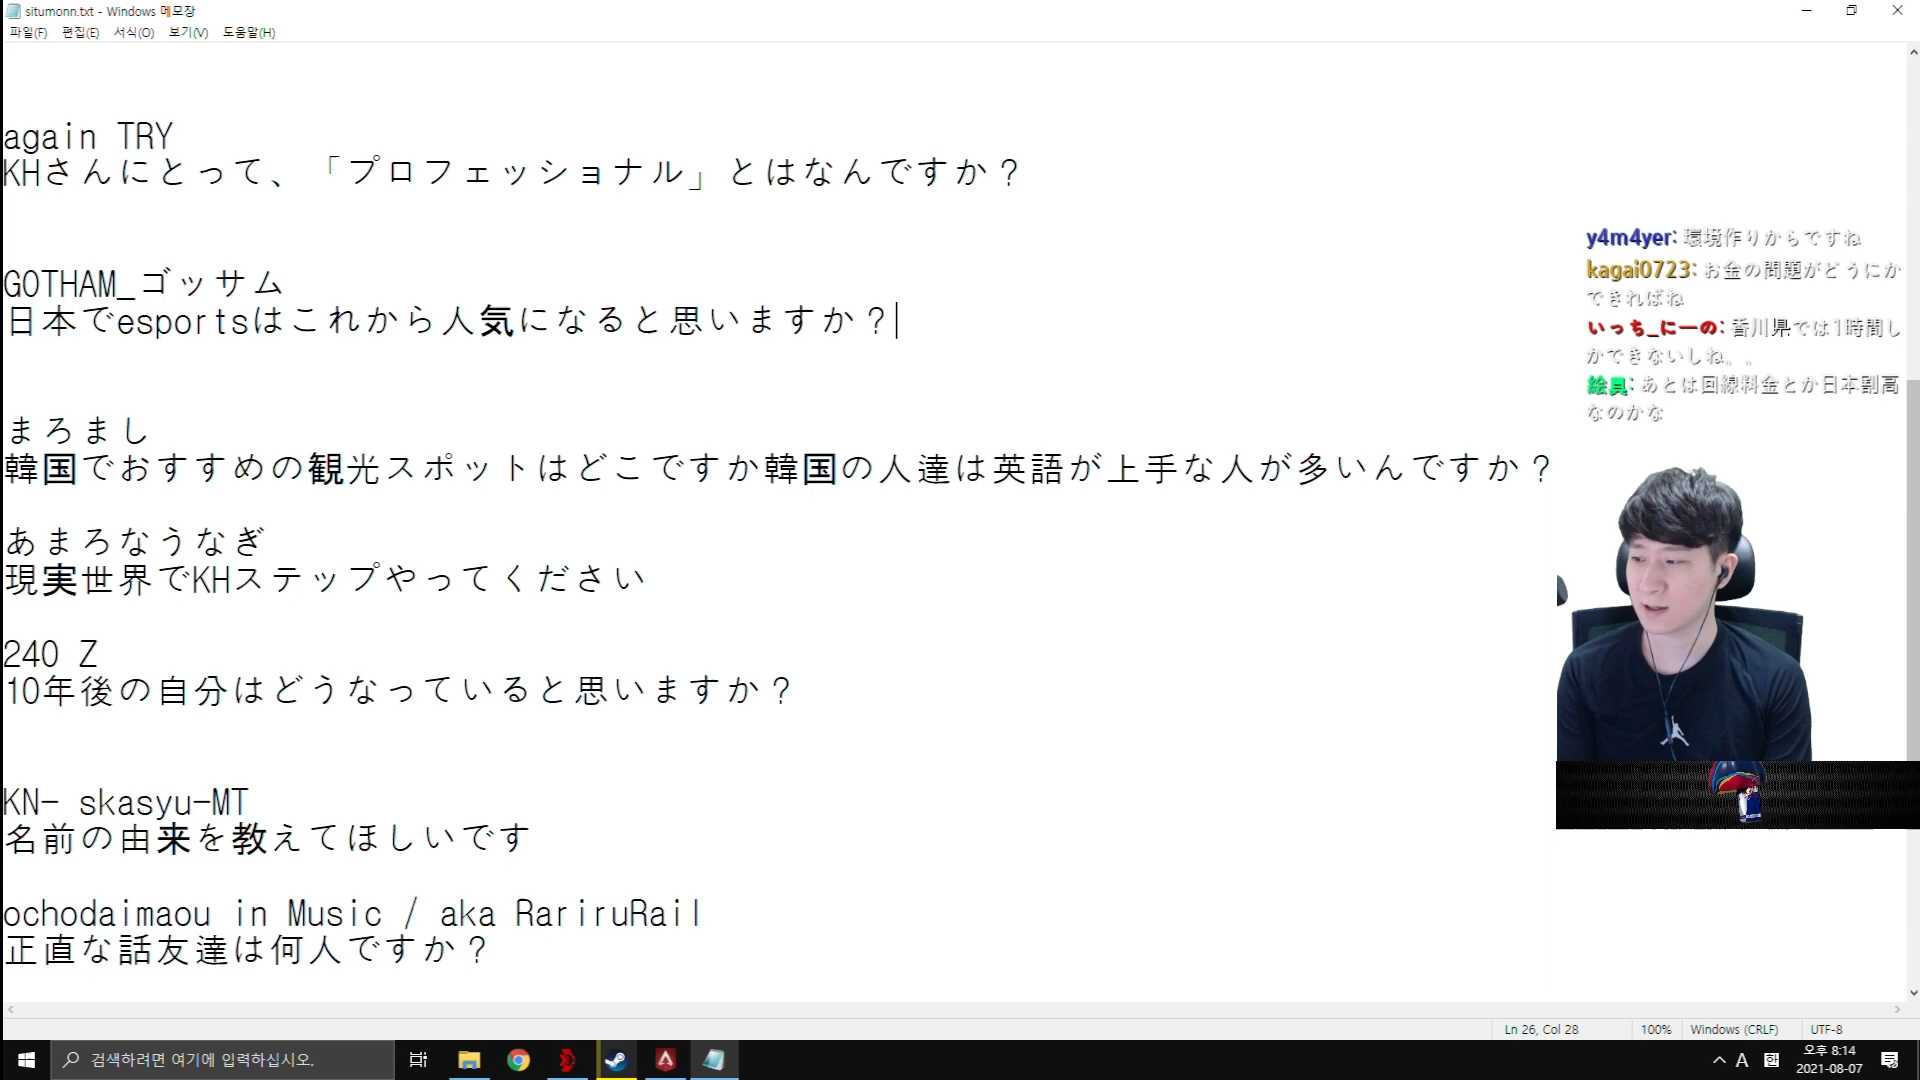 situmonn.txt - Windows 메모장
파일(F) 편집(E) 서식(O) 보기(V) 도움말(H)
again TRY
KHさんにとって、「プロフェッショナル」とはなんですか？
GOTHAM_ゴッサム
日本でesportsはこれから人気になると思いますか？
まろまし
韓国でおすすめの観光スポットはどこですか韓国の人達は英語が上手な人が多いんですか？
あまろなうなぎ
現実世界でKHステップやってください
240 Z
10年後の自分はどうなっていると思いますか？
KN- skasyu-MT
名前の由来を教えてほしいです
ochodaimaou in Music / aka RariruRail
正直な話友達は何人ですか？
y4m4yer: 環境作りからですね
kagai0723: お金の問題がどうにか
できればね
いっち_にーの: 香川県では1時間し
かできないしね。。
絵具: あとは回線料金とか日本割高
なのかな
Ln 26, Col 28 100% Windows (CRLF) UTF-8
검색하려면 여기에 입력하십시오.
A 한 오후 8:14
2021-08-07